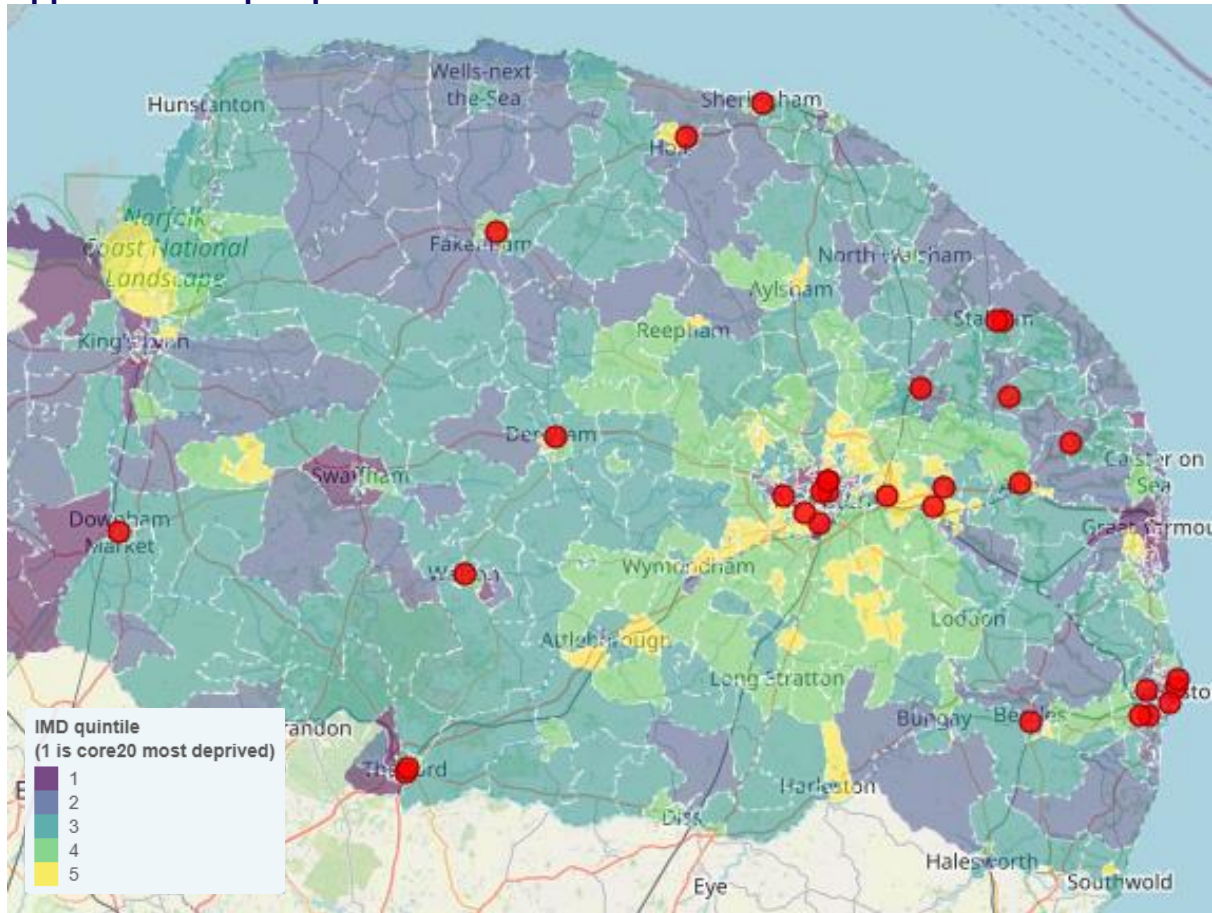 Wells-next-
the-Sea
Hunstanton
Sheringham
Holt
Norfolk
Coast National
Landscape
Fakenham
North Walsham
Aylsham
Reepham
Stalham
King's Lynn
Dereham
Swaffham
Caister on
Sea
Downham
Market
Great Yarmou
Watton
Wymondham
Attleborough
Loddon
Long Stratton
Bungay
Beccles
sto
randon
Thetford
Harleston
Diss
Halesworth
Southwold
Eye
IMD quintile
(1 is core20 most deprived)
1
2
3
4
5